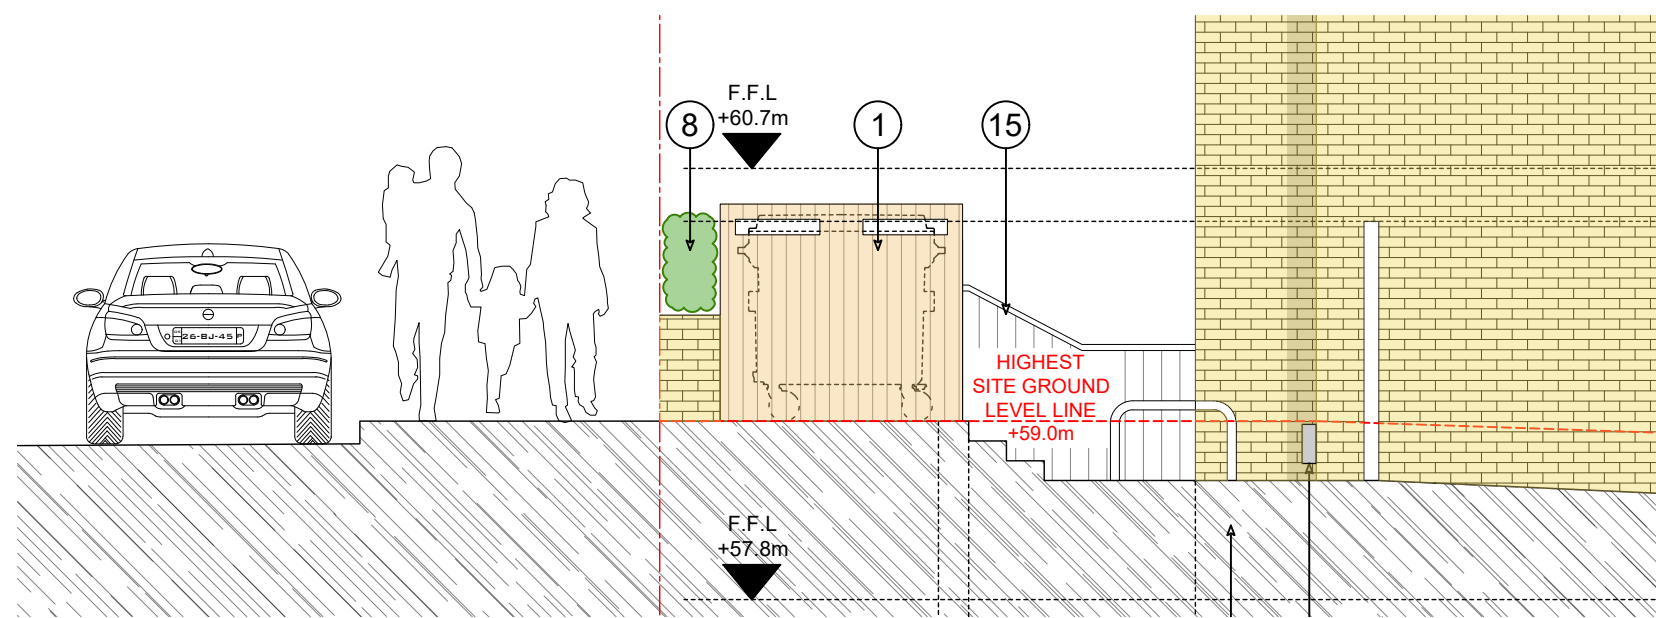 F.F.L
+60.7m
8
1
15
HIGHEST
SITE GROUND
LEVEL LINE
+59.0m
26-BJ-45
F.F.L
+57.8m